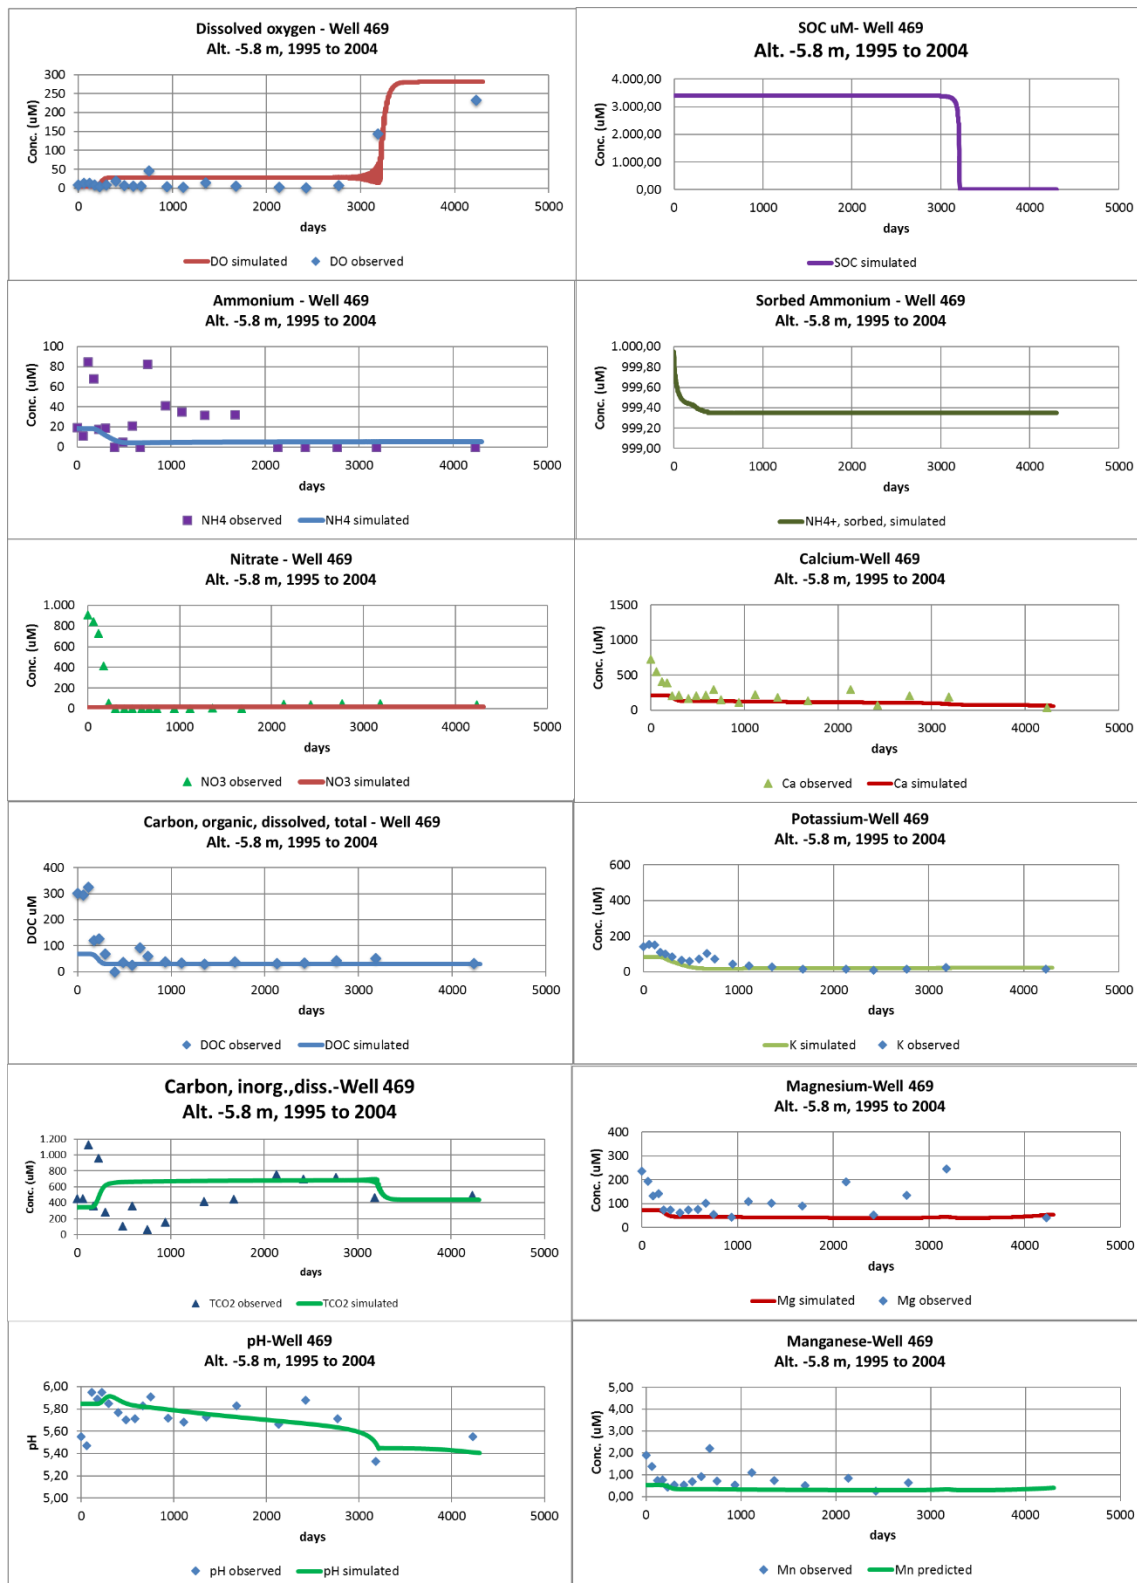 Dissolved oxygen - Well 469
Alt. -5.8 m, 1995 to 2004
300
250
200
150
100
50
0
Conc. (uM)
0 1000 2000 3000 4000 5000
days
DO simulated DO observed
SOC uM- Well 469
Alt. -5.8 m, 1995 to 2004
4.000,00
3.000,00
2.000,00
1.000,00
0,00
Conc. (uM)
0 1000 2000 3000 4000 5000
days
SOC simulated
Ammonium - Well 469
Alt. -5.8 m, 1995 to 2004
100
80
60
40
20
0
Conc. (uM)
0 1000 2000 3000 4000 5000
days
NH4 observed NH4 simulated
Sorbed Ammonium - Well 469
Alt. -5.8 m, 1995 to 2004
1.000,00
999,80
999,60
999,40
999,20
999,00
Conc. (uM)
0 1000 2000 3000 4000 5000
days
NH4+, sorbed, simulated
Nitrate - Well 469
Alt. -5.8 m, 1995 to 2004
1.000
800
600
400
200
0
Conc. (uM)
0 1000 2000 3000 4000 5000
days
NO3 observed NO3 simulated
Calcium-Well 469
Alt. -5.8 m, 1995 to 2004
1500
1000
500
0
Conc. (uM)
0 1000 2000 3000 4000 5000
days
Ca observed Ca simulated
Carbon, organic, dissolved, total - Well 469
Alt. -5.8 m, 1995 to 2004
400
300
200
100
0
DOC uM
0 1000 2000 3000 4000 5000
days
DOC observed DOC simulated
Potassium-Well 469
Alt. -5.8 m, 1995 to 2004
600
400
200
0
Conc. (uM)
0 1000 2000 3000 4000 5000
days
K simulated K observed
Carbon, inorg.,diss.-Well 469
Alt. -5.8 m, 1995 to 2004
1.200
1.000
800
600
400
200
0
Conc. (uM)
0 1000 2000 3000 4000 5000
days
TCO2 observed TCO2 simulated
Magnesium-Well 469
Alt. -5.8 m, 1995 to 2004
400
300
200
100
0
Conc. (uM)
0 1000 2000 3000 4000 5000
days
Mg simulated Mg observed
pH-Well 469
Alt. -5.8 m, 1995 to 2004
6,00
5,80
5,60
5,40
5,20
5,00
pH
0 1000 2000 3000 4000 5000
days
pH observed pH simulated
Manganese-Well 469
Alt. -5.8 m, 1995 to 2004
5,00
4,00
3,00
2,00
1,00
0,00
Conc. (uM)
0 1000 2000 3000 4000 5000
days
Mn observed Mn predicted